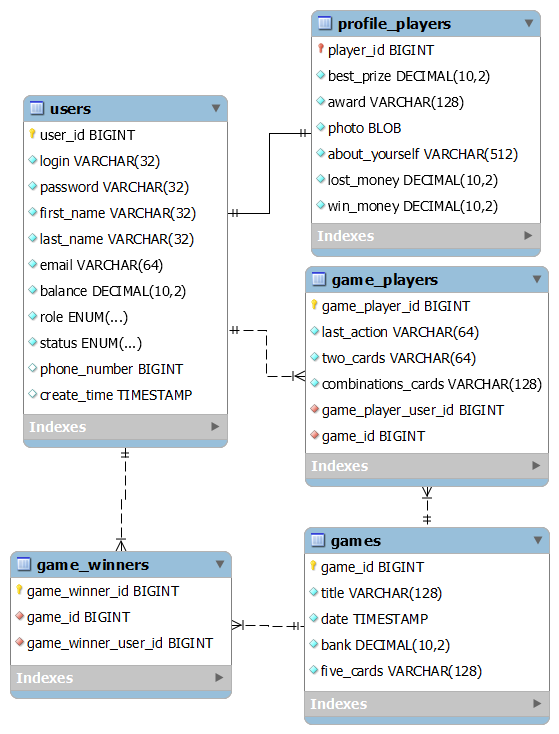 profile_players
player_id BIGINT
best_prize DECIMAL(10,2)
award VARCHAR(128)
photo BLOB
about_yourself VARCHAR(512)
lost_money DECIMAL(10,2)
win_money DECIMAL(10,2)
Indexes
users
user_id BIGINT
login VARCHAR(32)
password VARCHAR(32)
first_name VARCHAR(32)
last_name VARCHAR(32)
email VARCHAR(64)
balance DECIMAL(10,2)
role ENUM(...)
status ENUM(...)
phone_number BIGINT
create_time TIMESTAMP
Indexes
game_players
game_player_id BIGINT
last_action VARCHAR(64)
two_cards VARCHAR(64)
combinations_cards VARCHAR(128)
game_player_user_id BIGINT
game_id BIGINT
Indexes
game_winners
game_winner_id BIGINT
game_id BIGINT
game_winner_user_id BIGINT
Indexes
games
game_id BIGINT
title VARCHAR(128)
date TIMESTAMP
bank DECIMAL(10,2)
five_cards VARCHAR(128)
Indexes